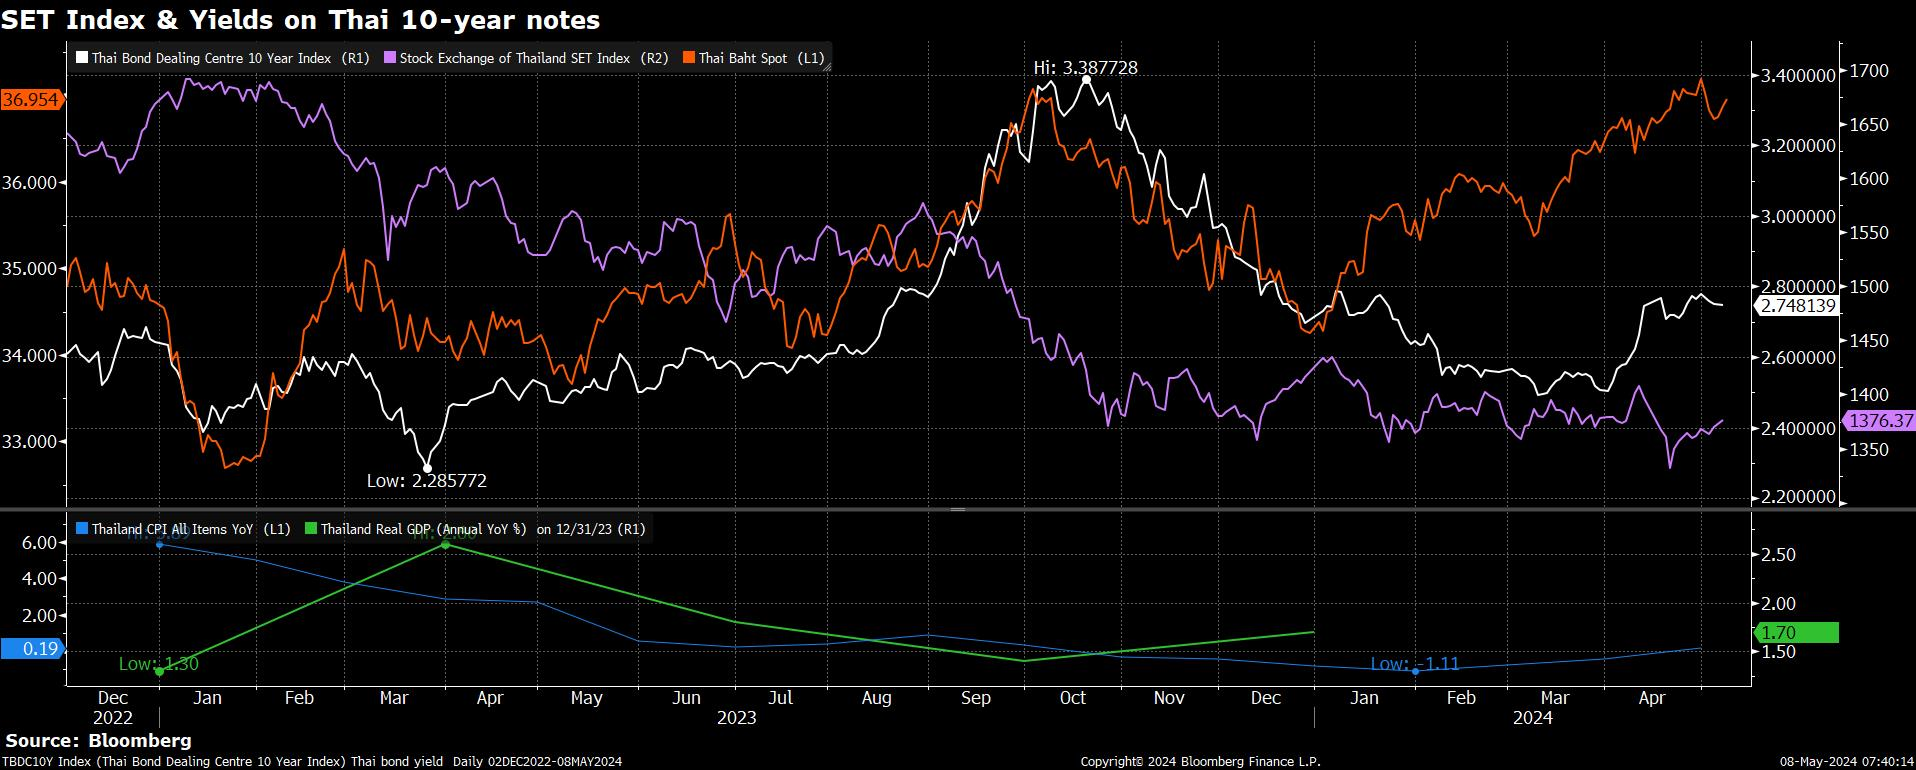 SET Index & Yields on Thai 10-year notes
Thai Bond Dealing Centre 10 Year Index (R1) Stock Exchange of Thailand SET Index (R2) Thai Baht Spot (L1)
Hi: 3.387728
Low: 2.285772
36.954
36.000
35.000
34.000
33.000
3.400000
3.200000
3.000000
2.800000
2.748139
2.600000
2.400000
2.200000
1700
1650
1600
1550
1500
1450
1400
1376.37
1350
Thailand CPI All Items YoY (L1) Thailand Real GDP (Annual YoY %) on 12/31/23 (R1)
Low: 1.30
Low: -1.11
6.00
4.00
2.00
0.19
2.50
2.00
1.70
1.50
Dec Jan Feb Mar Apr May Jun Jul Aug Sep Oct Nov Dec Jan Feb Mar Apr
2022 2023 2024
Source: Bloomberg
TBDC10Y Index (Thai Bond Dealing Centre 10 Year Index) Thai bond yield Daily 02DEC2022-08MAY2024 Copyright© 2024 Bloomberg Finance L.P. 08-May-2024 07:40:14